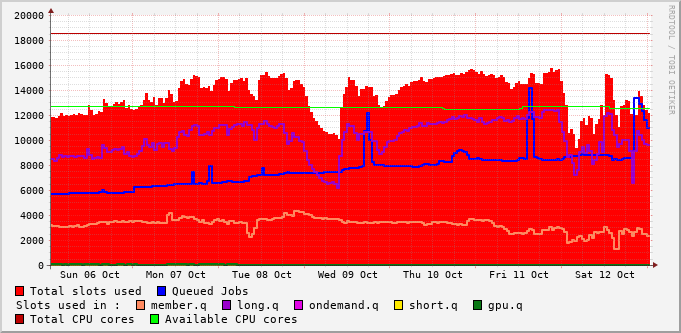 20000
18000
16000
14000
12000
10000
8000
6000
4000
2000
0
Sun 06 Oct Mon 07 Oct Tue 08 Oct Wed 09 Oct Thu 10 Oct Fri 11 Oct Sat 12 Oct
Total slots used Queued Jobs
Slots used in : member.q long.q ondemand.q short.q gpu.q
Total CPU cores Available CPU cores
RRDTOOL / TOBI OETIKER